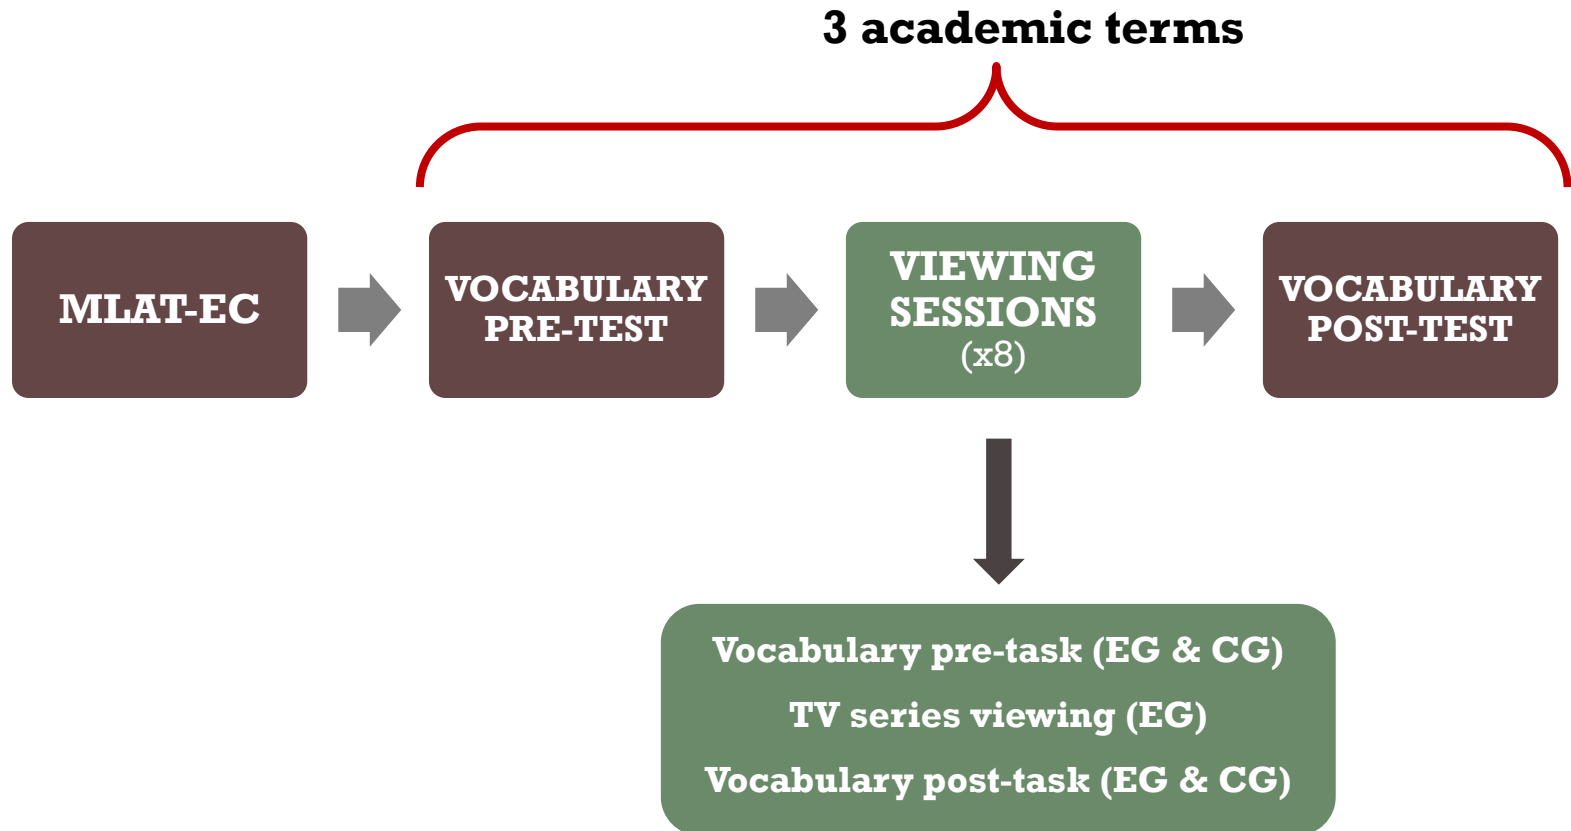 3 academic terms
MLAT-EC
VOCABULARY
PRE-TEST
VIEWING
SESSIONS
(x8)
VOCABULARY
POST-TEST
Vocabulary pre-task (EG & CG)
TV series viewing (EG)
Vocabulary post-task (EG & CG)